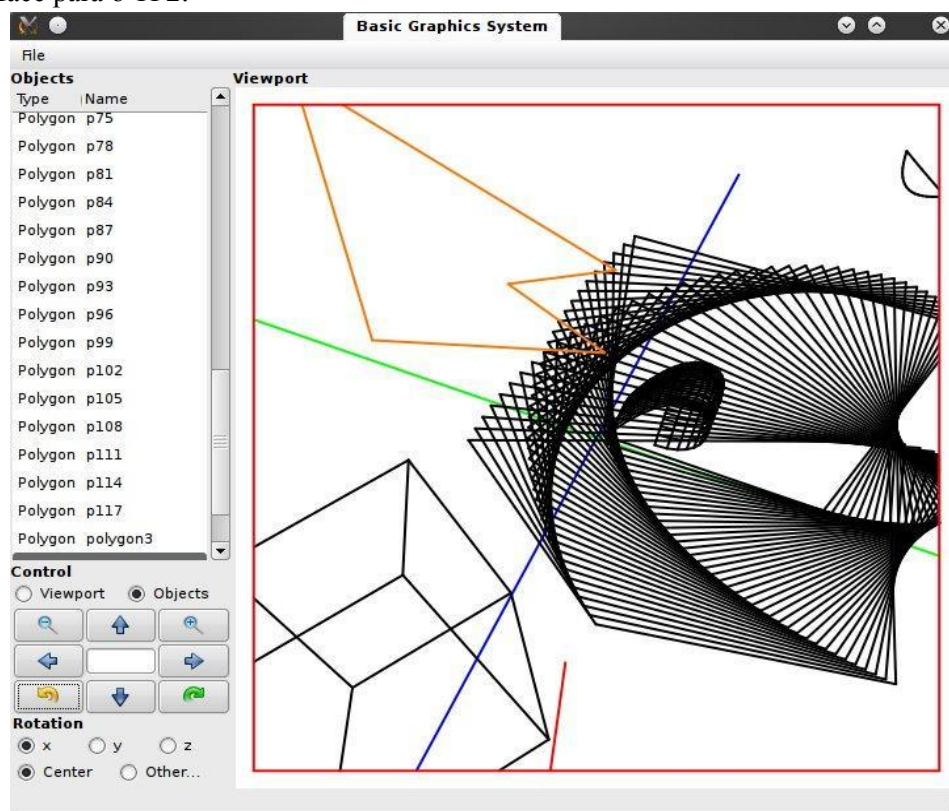 Basic Graphics System
File
Objects
Viewport
Type Name
Polygon p75
Polygon p78
Polygon p81
Polygon p84
Polygon p87
Polygon p90
Polygon p93
Polygon p96
Polygon p99
Polygon p102
Polygon p105
Polygon p108
Polygon p111
Polygon p114
Polygon p117
Polygon polygon3
Control
Viewport Objects
Rotation
x y z
Center Other...